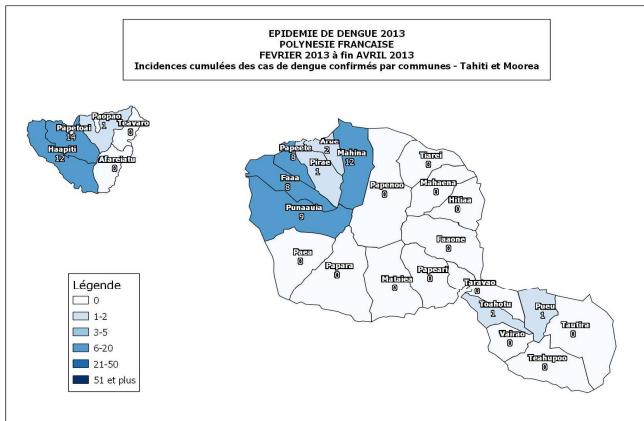 EPIDEMIE DE DENGUE 2013
POLYNESIE FRANCAISE
FEVRIER 2013 à fin AVRIL 2013
Incidences cumulées des cas de dengue confirmés par communes - Tahiti et Moorea
Paopao
1
Teavaro
0
Papetoai
14
Haapiti
12
Afareiatu
0
Arue
2
Papeete
8
Mahina
12
Pirae
1
Tiarei
0
Faaa
8
Papenoo
0
Mahaena
0
Hitiaa
0
Punaauia
9
Faaone
0
Paea
0
Papara
0
Mataiea
0
Papeari
0
Taravao
0
Toahotu
1
Pueu
1
Tautira
0
Vairao
0
Teahupoo
0
Légende
0
1-2
3-5
6-20
21-50
51 et plus